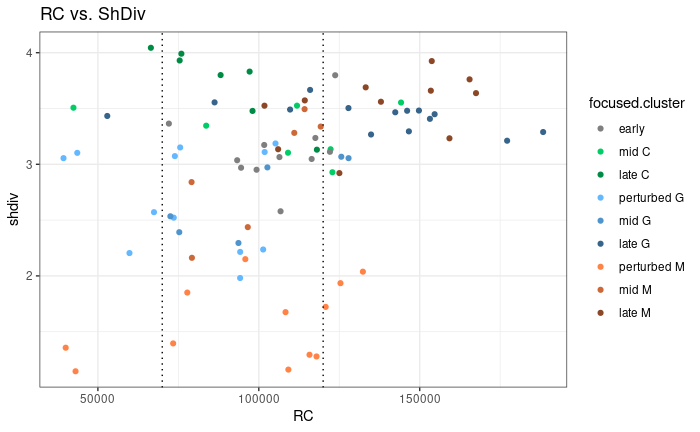 RC vs. ShDiv
4
3
2
shdiv
50000
100000
150000
RC
focused.cluster
early
mid C
late C
perturbed G
mid G
late G
perturbed M
mid M
late M